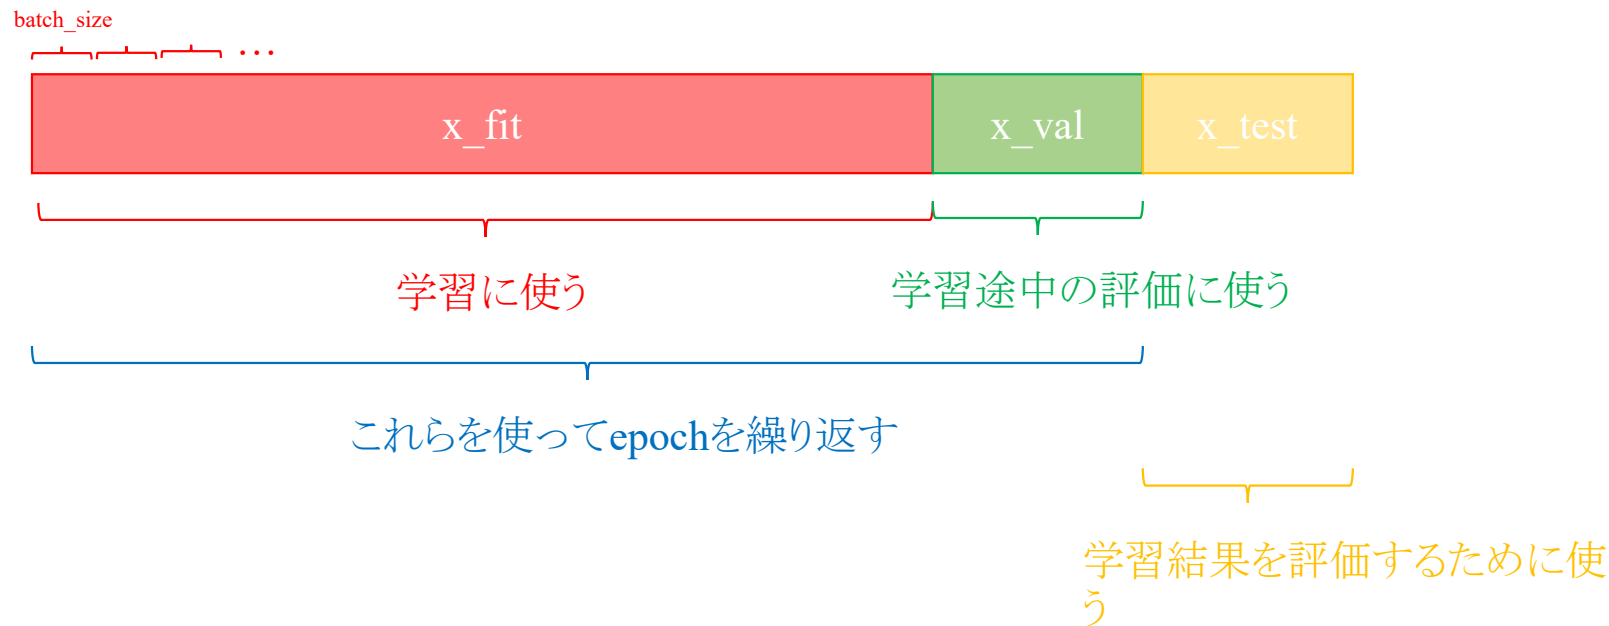 batch_size
…
x_fit
x_val
x_test
学習に使う
学習途中の評価に使う
これらを使ってepochを繰り返す
学習結果を評価するために使
う